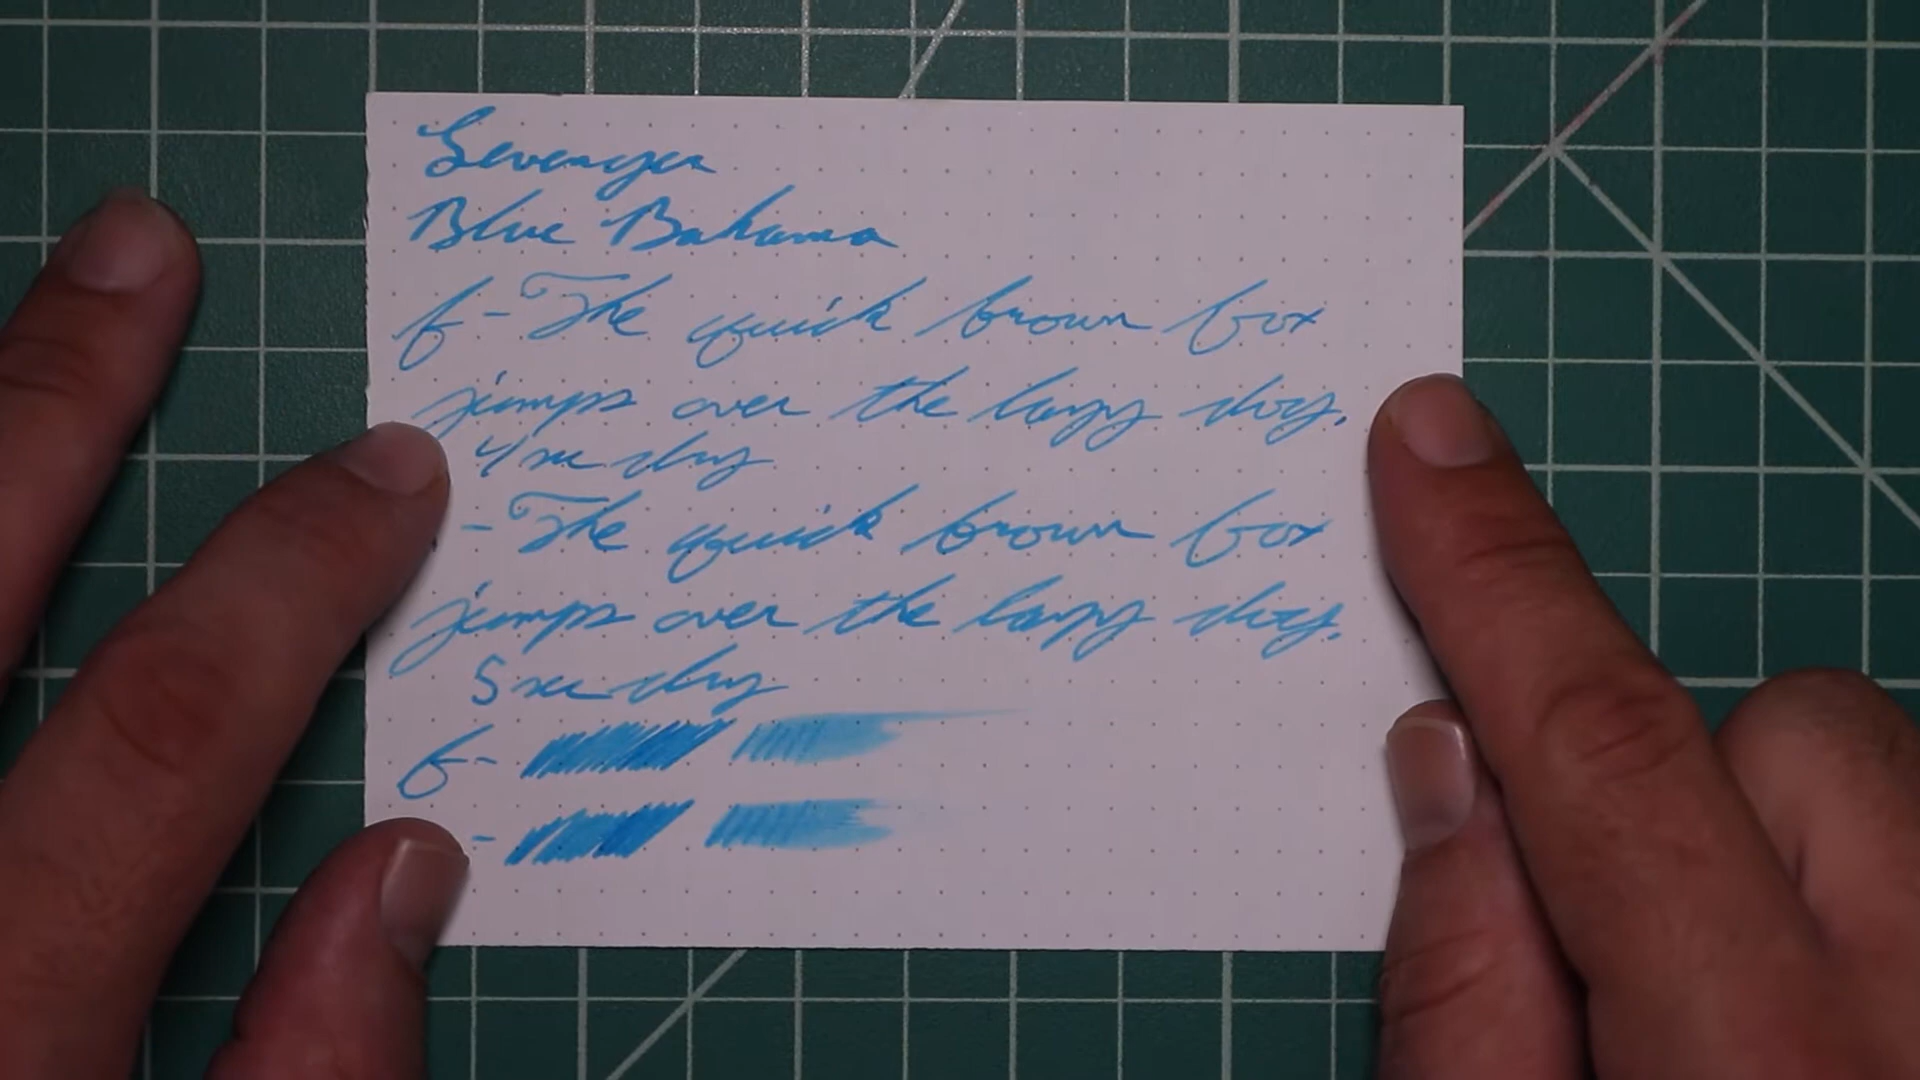 Levenger
Blue Bahama
f - The quick brown fox
jumps over the lazy dog.
4 sec dry
- The quick brown fox
jumps over the lazy dog.
5 sec dry
f -
-